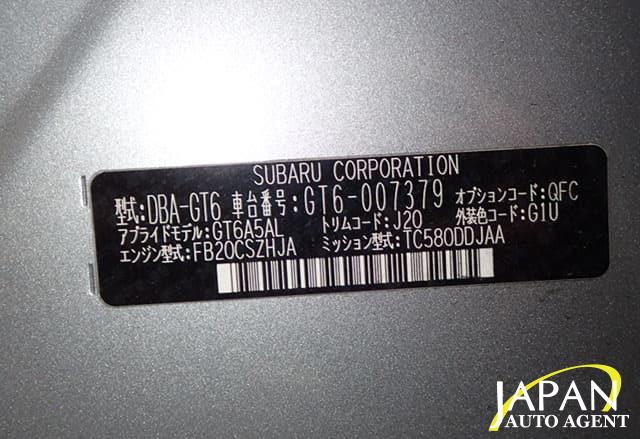 SUBARU CORPORATION
型式:DBA-GT6 車台番号:GT6-007379 オプションコード:QFC
アプライドモデル:GT6A5AL トリムコード:J20 外装色コード:G1U
エンジン型式:FB20CSZHJA ミッション型式:TC580DDJAA
JAPAN
AUTO AGENT